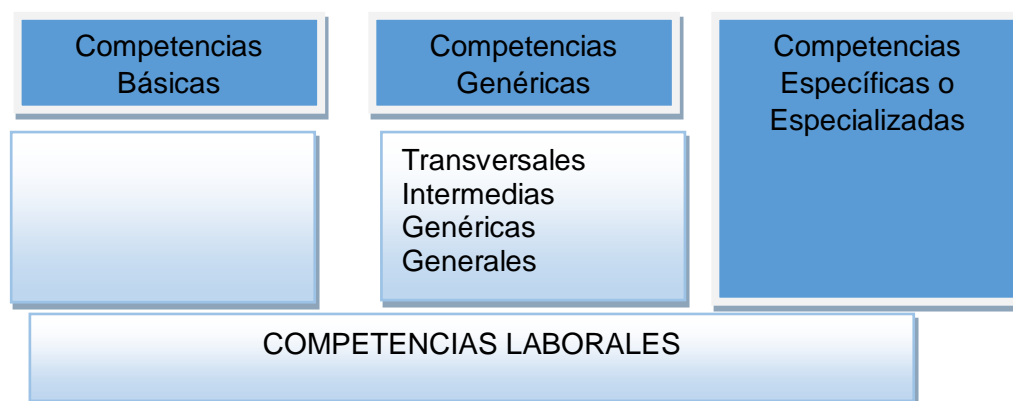 Competencias
Básicas
Competencias
Genéricas
Competencias
Específicas o
Especializadas
Transversales
Intermedias
Genéricas
Generales
COMPETENCIAS LABORALES